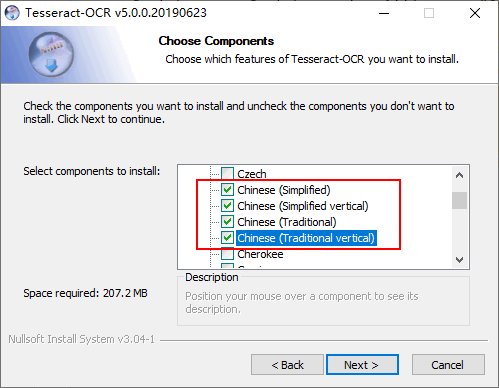 Tesseract-OCR v5.0.0.20190623
Choose Components
Choose which features of Tesseract-OCR you want to install.
Check the components you want to install and uncheck the components you don't want to
install. Click Next to continue.
Select components to install:
Czech
Chinese (Simplified)
Chinese (Simplified vertical)
Chinese (Traditional)
Chinese (Traditional vertical)
Cherokee
Space required: 207.2 MB
Description
Position your mouse over a component to see its
description.
Nullsoft Install System v3.04-1
< Back
Next >
Cancel